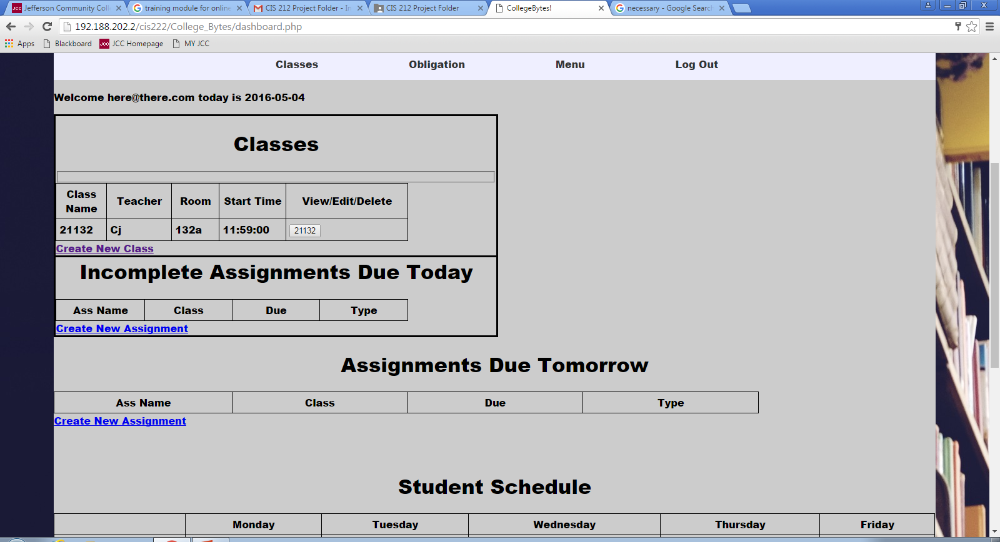 Jefferson Community Coll
training module for online
CIS 212 Project Folder - In
CIS 212 Project Folder
CollegeBytes!
necessary - Google Search
192.188.202.2/cis222/College_Bytes/dashboard.php
Apps Blackboard JCC JCC Homepage MY JCC
Classes Obligation Menu Log Out
Welcome here@there.com today is 2016-05-04
Classes
Class Name Teacher Room Start Time View/Edit/Delete
21132 Cj 132a 11:59:00 21132
Create New Class
Incomplete Assignments Due Today
Ass Name Class Due Type
Create New Assignment
Assignments Due Tomorrow
Ass Name Class Due Type
Create New Assignment
Student Schedule
Monday Tuesday Wednesday Thursday Friday